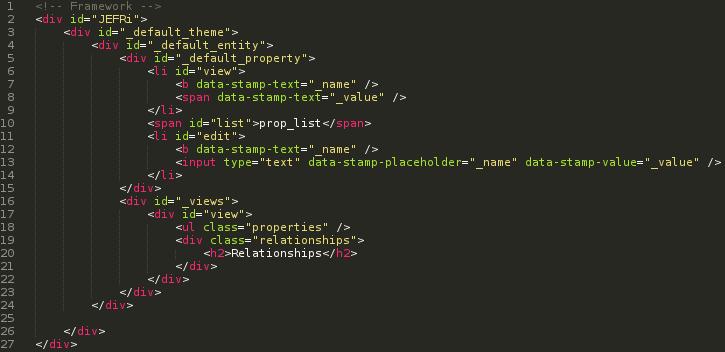 1 <!-- Framework -->
2 <div id="JEFRi">
3 <div id="_default_theme">
4 <div id="_default_entity">
5 <div id="_default_property">
6 <li id="view">
7 <b data-stamp-text="_name" />
8 <span data-stamp-text="_value" />
9 </li>
10 <span id="list">prop_list</span>
11 <li id="edit">
12 <b data-stamp-text="_name" />
13 <input type="text" data-stamp-placeholder="_name" data-stamp-value="_value" />
14 </li>
15 </div>
16 <div id="_views">
17 <div id="view">
18 <ul class="properties" />
19 <div class="relationships">
20 <h2>Relationships</h2>
21 </div>
22 </div>
23 </div>
24 </div>
25
26 </div>
27 </div>